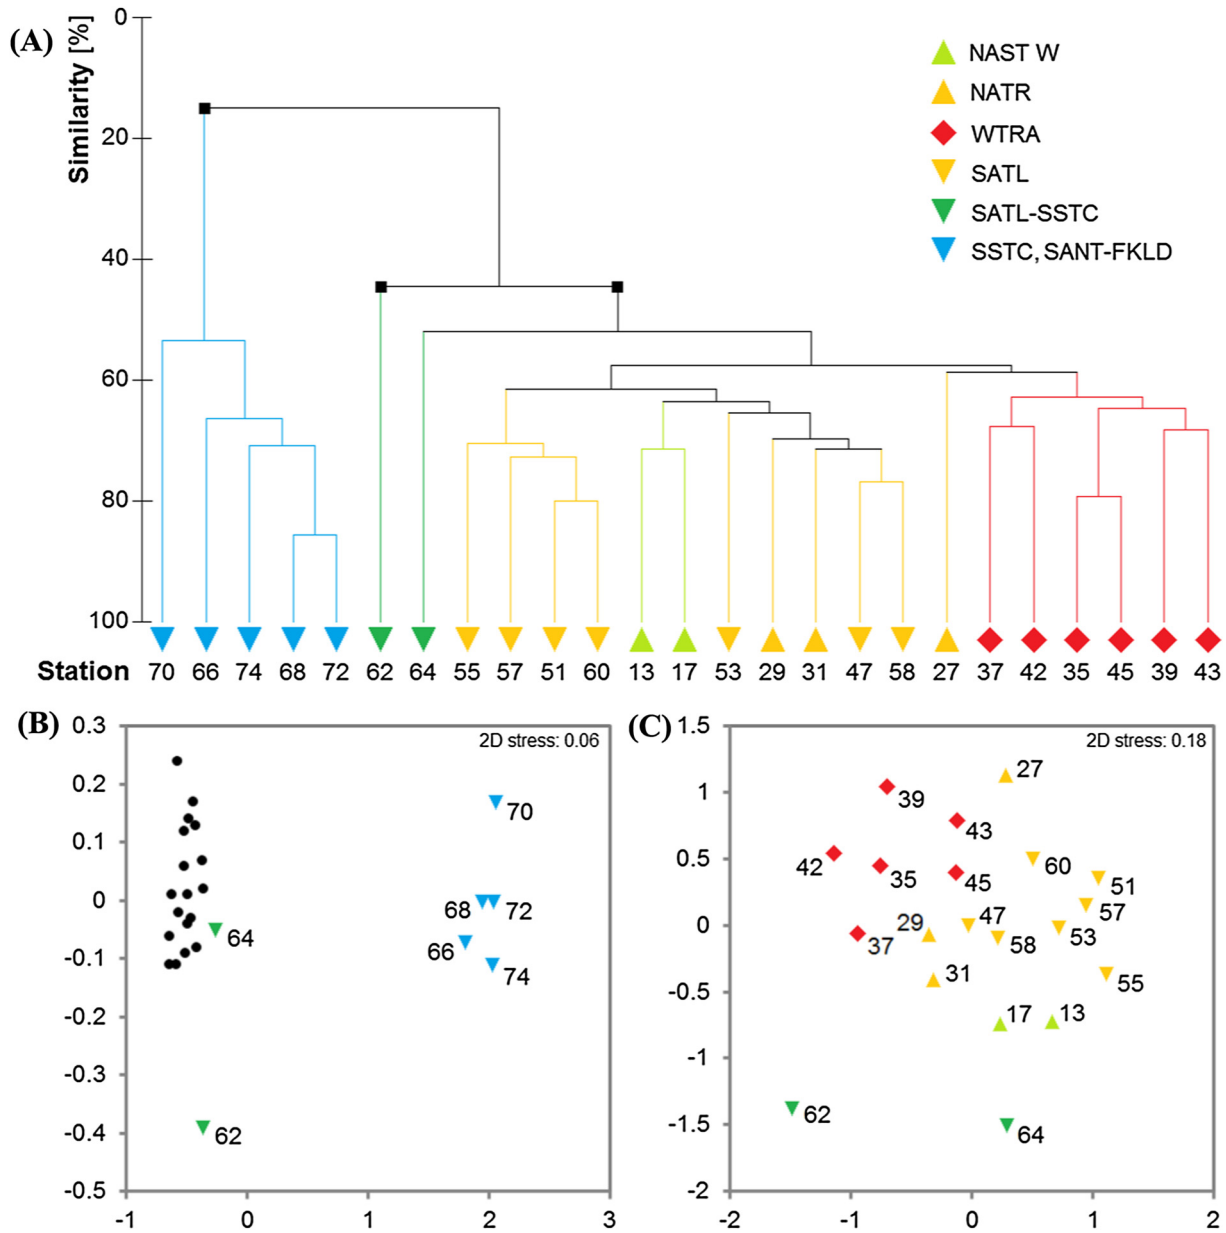 (A)
Similarity [%]
0
20
40
60
80
100
NAST W
NATR
WTRA
SATL
SATL-SSTC
SSTC, SANT-FKLD
Station 70 66 74 68 72 62 64 55 57 51 60 13 17 53 29 31 47 58 27 37 42 35 45 39 43
(B)
2D stress: 0.06
0.3
0.2
0.1
0
-0.1
-0.2
-0.3
-0.4
-0.5
70
68 72
64
66
74
62
-1 0 1 2 3
(C)
2D stress: 0.18
1.5
1
0.5
0
-0.5
-1
-1.5
-2
27
39
43
42 35 45 60
51
57
29 47
37 58 53
31 55
17 13
62
64
-2 -1 0 1 2